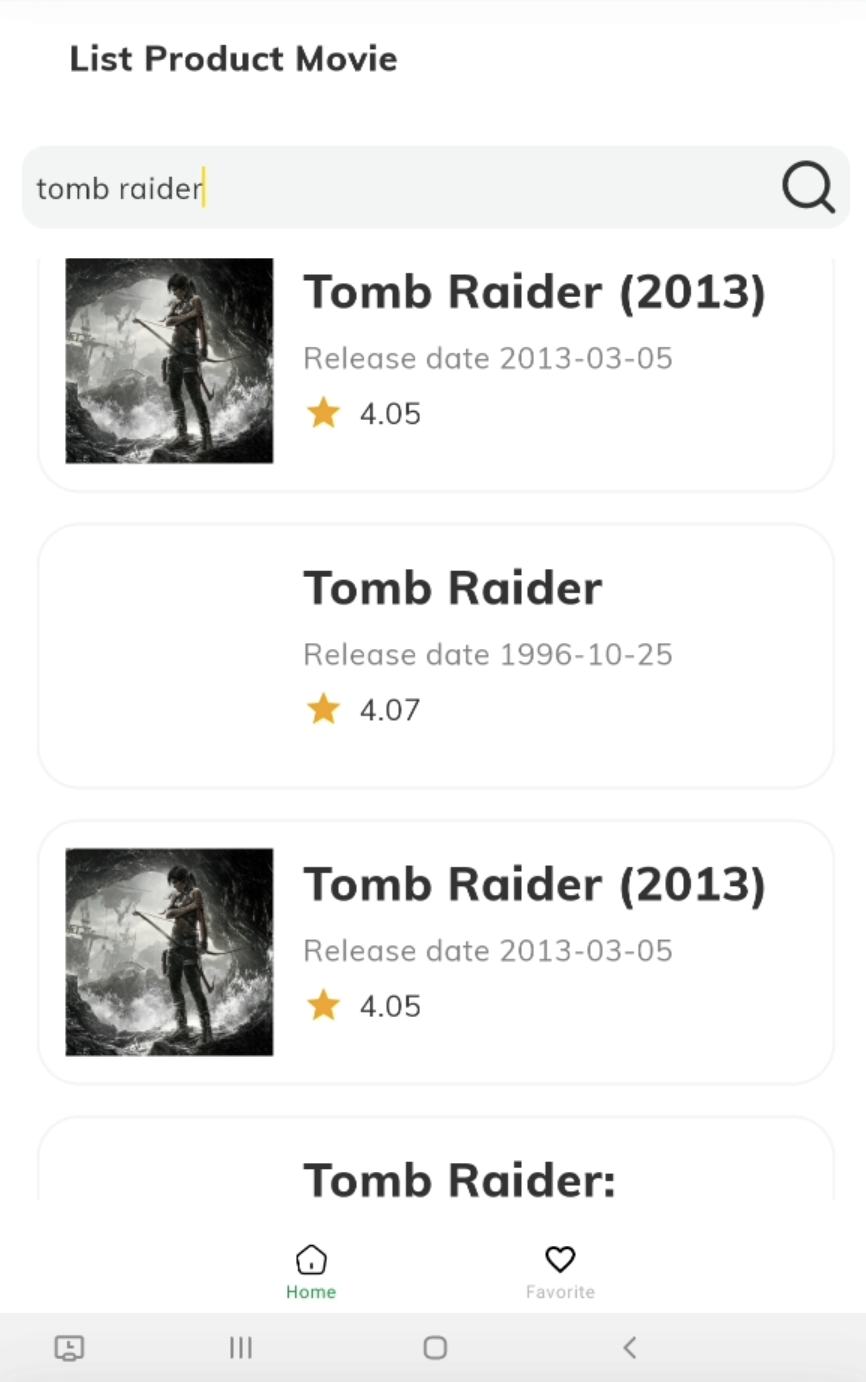 List Product Movie
tomb raider
Tomb Raider (2013)
Release date 2013-03-05
4.05
Tomb Raider
Release date 1996-10-25
4.07
Tomb Raider (2013)
Release date 2013-03-05
4.05
Tomb Raider:
Home
Favorite